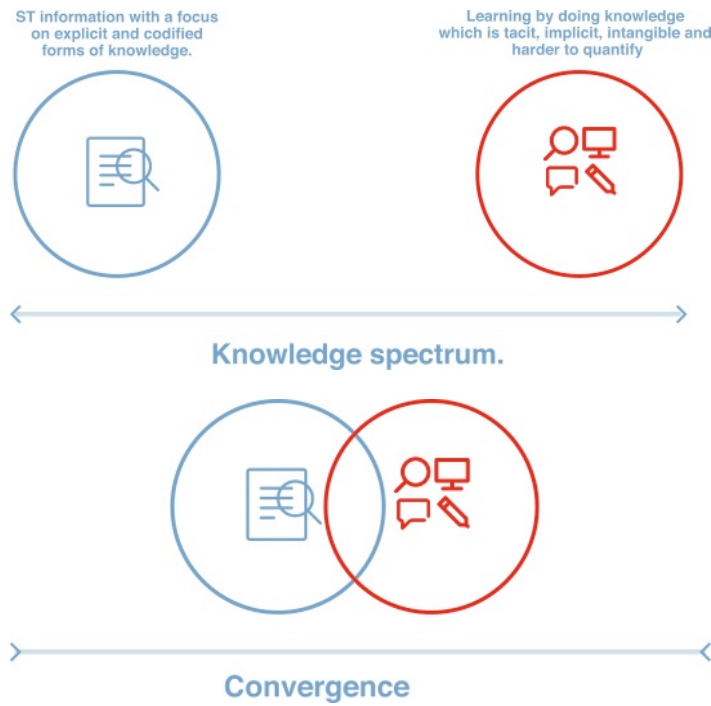 ST information with a focus
on explicit and codified
forms of knowledge.
Learning by doing knowledge
which is tacit, implicit, intangible and
harder to quantify
Knowledge spectrum.
Convergence